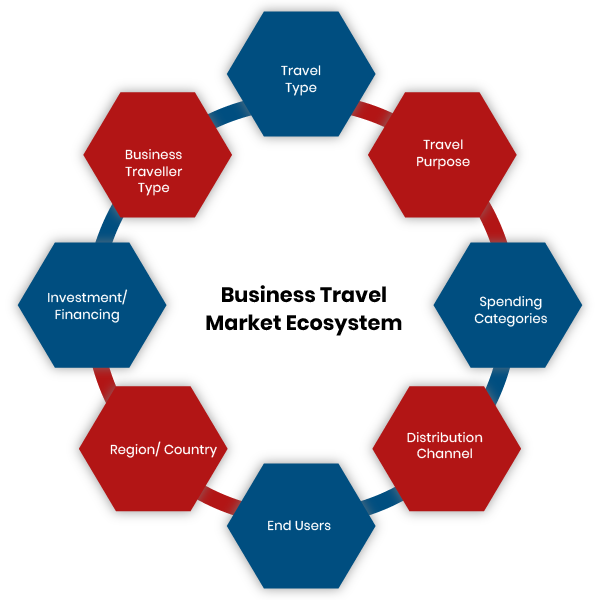 Travel
Type
Travel
Purpose
Spending
Categories
Distribution
Channel
End Users
Region/ Country
Investment/
Financing
Business
Traveller
Type
Business Travel
Market Ecosystem